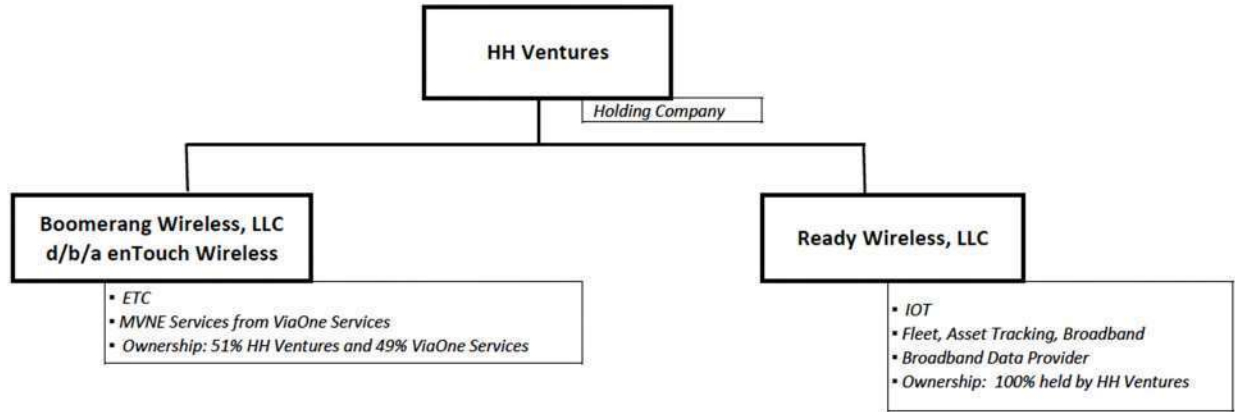 HH Ventures
Holding Company
Boomerang Wireless, LLC
d/b/a enTouch Wireless
▪ ETC
▪ MVNE Services from ViaOne Services
▪ Ownership: 51% HH Ventures and 49% ViaOne Services
Ready Wireless, LLC
▪ IOT
▪ Fleet, Asset Tracking, Broadband
▪ Broadband Data Provider
▪ Ownership: 100% held by HH Ventures